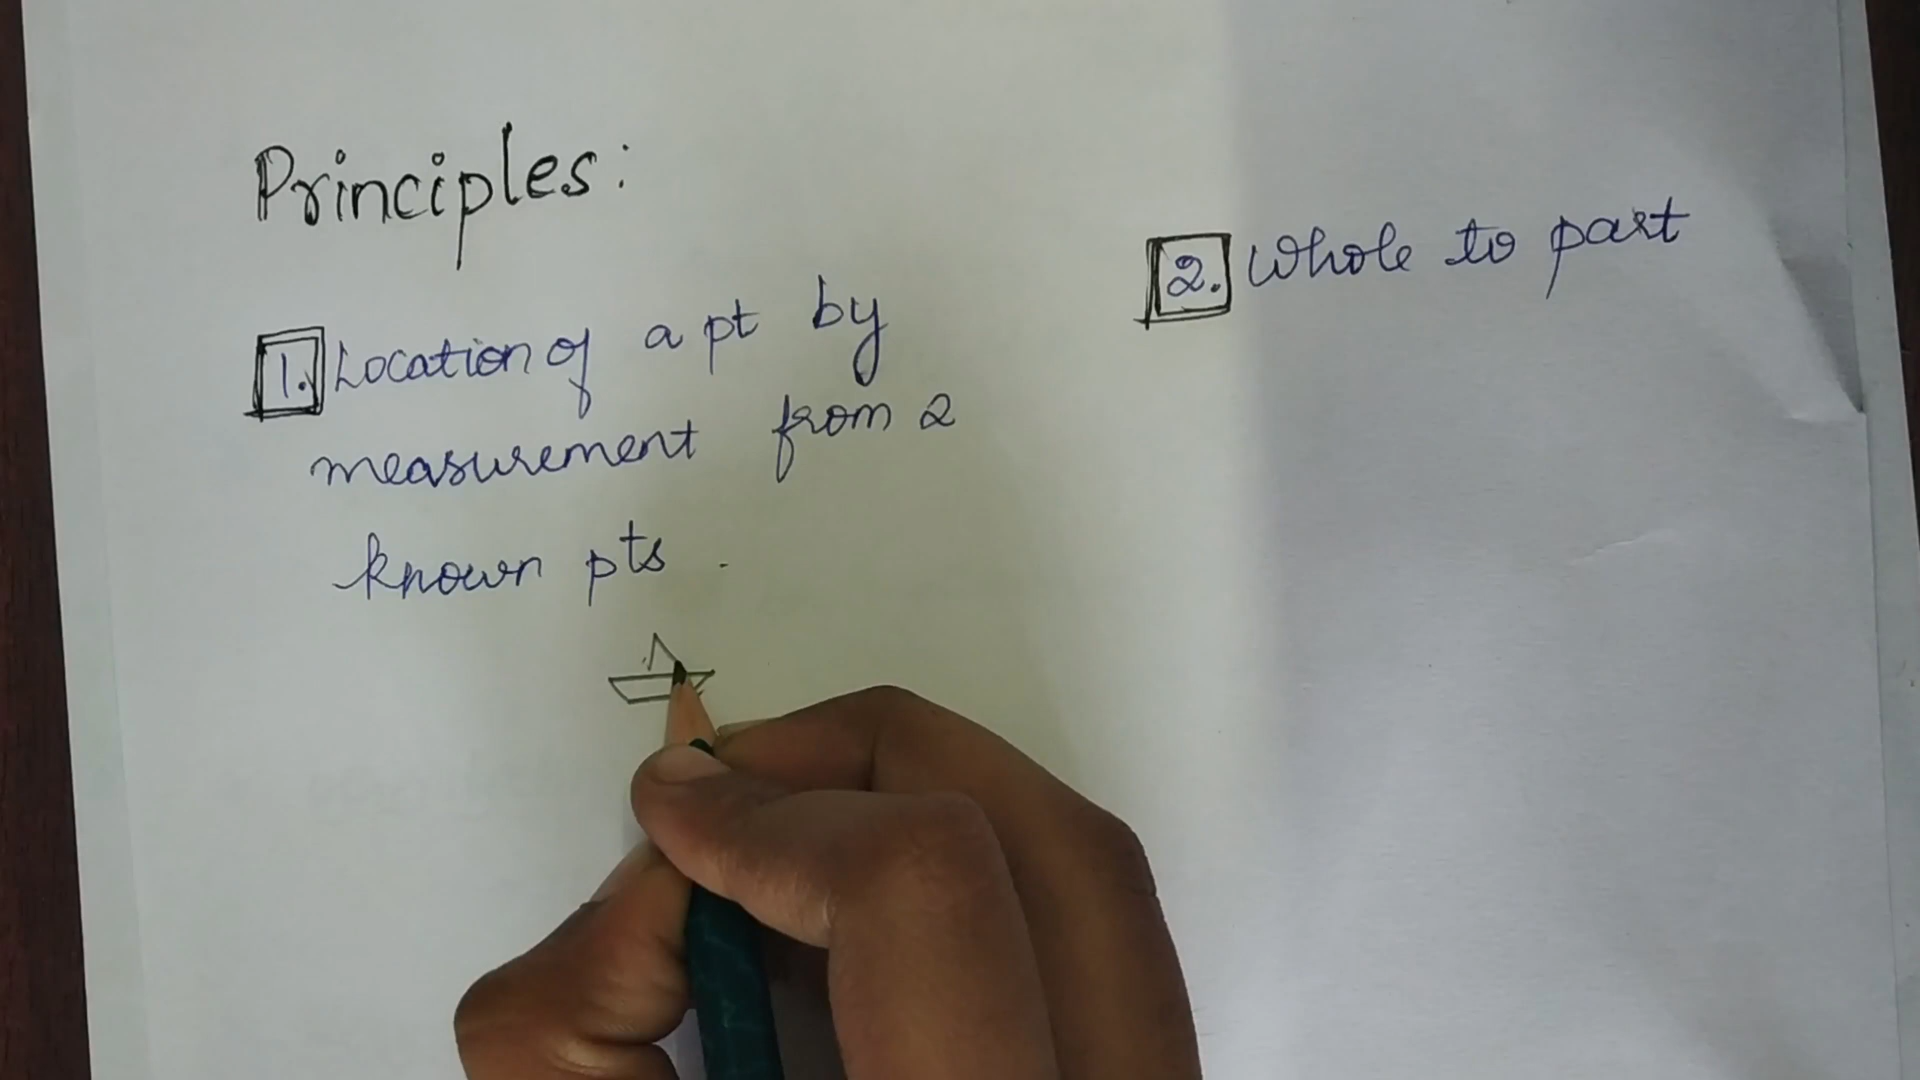 Principles:
1. Location of a pt by
measurement from 2
known pts.
2. Whole to part